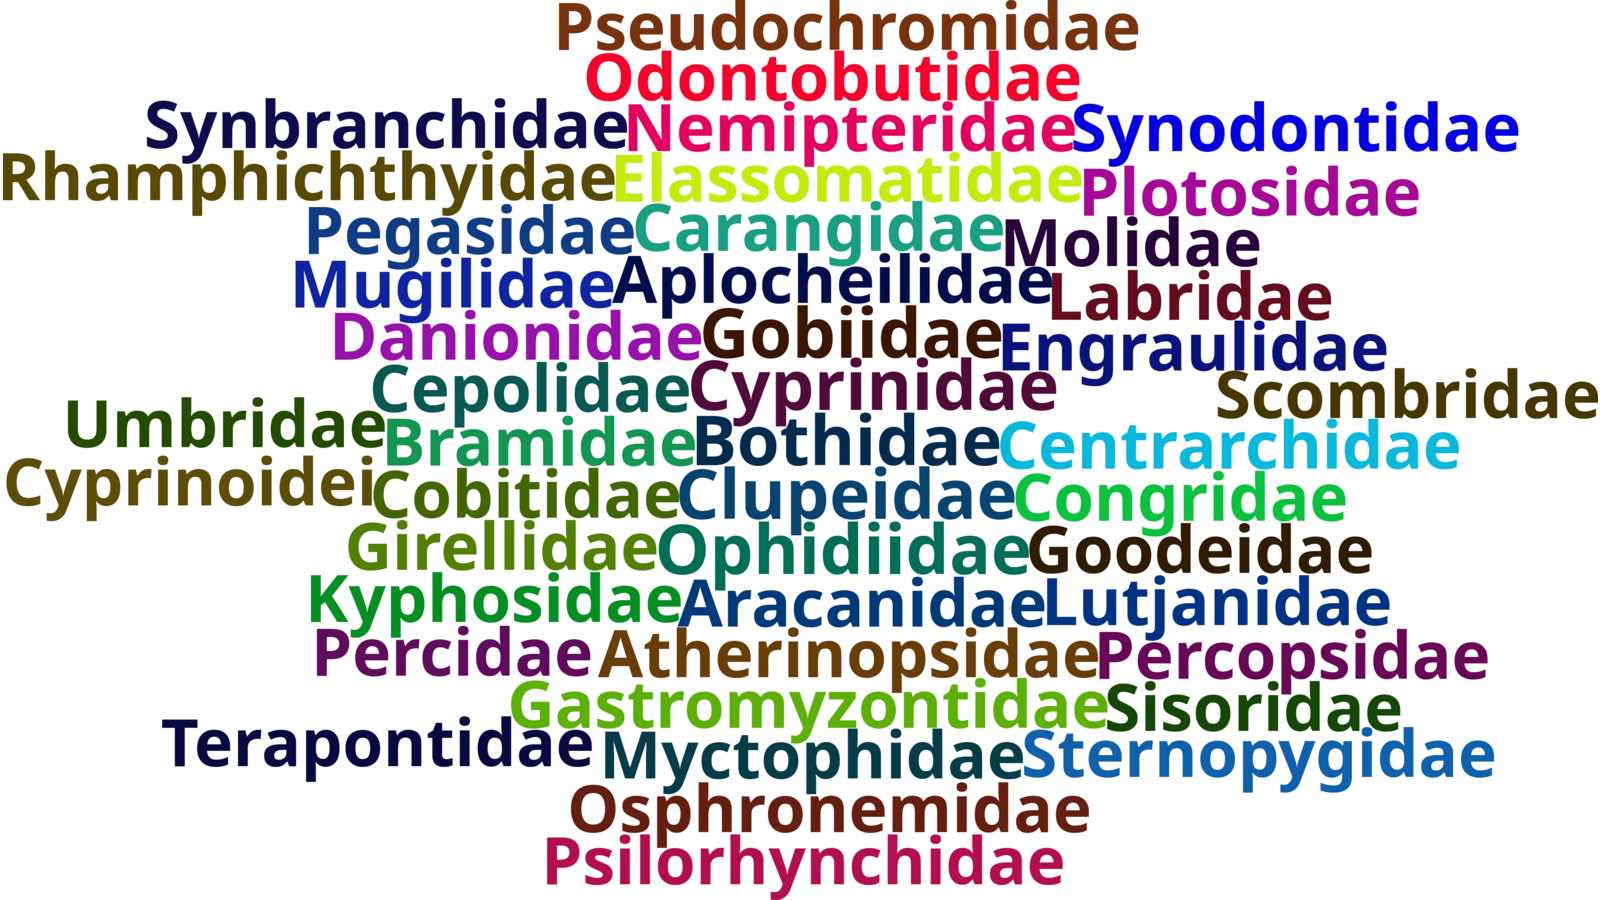 Pseudochromidae
Odontobutidae
Synbranchidae Nemipteridae Synodontidae
Rhamphichthyidae Elassomatidae Plotosidae
Pegasidae Carangidae Molidae
Mugilidae Aplocheilidae Labridae
Danionidae Gobiidae Engraulidae
Cepolidae Cyprinidae Scombridae
Umbridae Bramidae Bothidae Centrarchidae
Cyprinoidei Cobitidae Clupeidae Congridae
Girellidae Ophidiidae Goodeidae
Kyphosidae Aracanidae Lutjanidae
Percidae Atherinopsidae Percopsidae
Gastromyzontidae Sisoridae
Terapontidae Myctophidae Sternopygidae
Osphronemidae
Psilorhynchidae